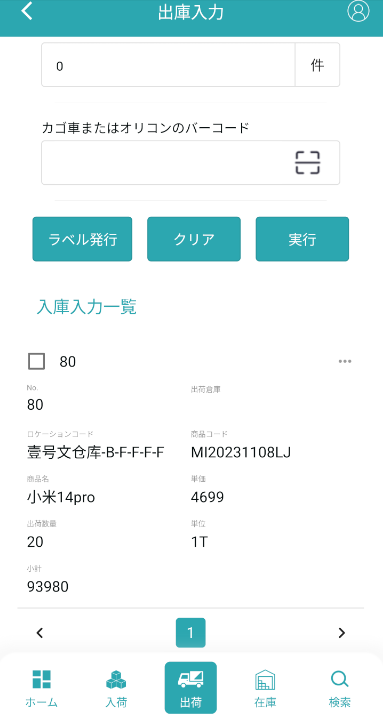 出庫入力
0 件
カゴ車またはオリコンのバーコード
ラベル発行 クリア 実行
入庫入力一覧
80
No. 出荷倉庫
80
ロケーションコード 商品コード
壹号文仓库-B-F-F-F-F MI20231108LJ
商品名 単価
小米14pro 4699
出荷数量 単位
20 1T
小計
93980
1
ホーム 入荷 出荷 在庫 検索